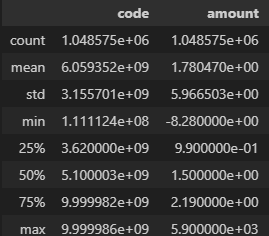 code amount
count 1.048575e+06 1.048575e+06
mean 6.059352e+09 1.780470e+00
std 3.155701e+09 5.966503e+00
min 1.111124e+08 -8.280000e+00
25% 3.620000e+09 9.900000e-01
50% 5.100003e+09 1.500000e+00
75% 9.999982e+09 2.190000e+00
max 9.999986e+09 5.900000e+03